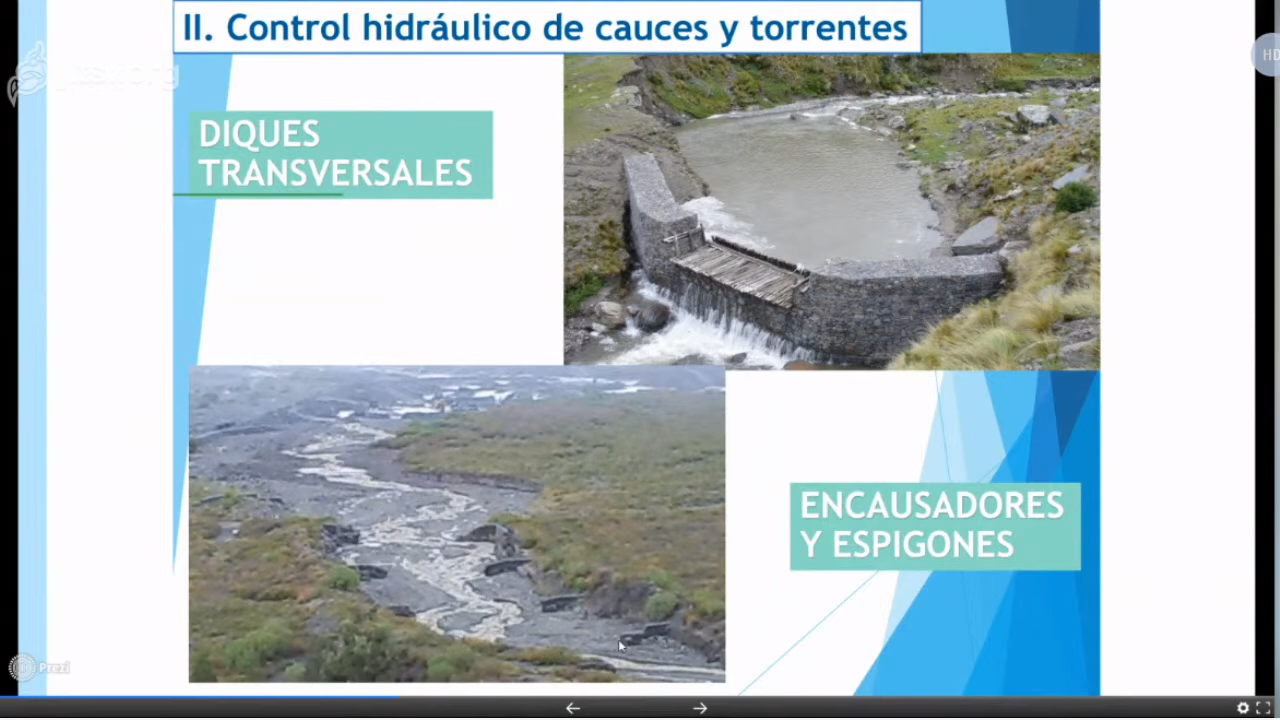 II. Control hidráulico de cauces y torrentes
HD
DIQUES
TRANSVERSALES
ENCAUSADORES
Y ESPIGONES
Prezi